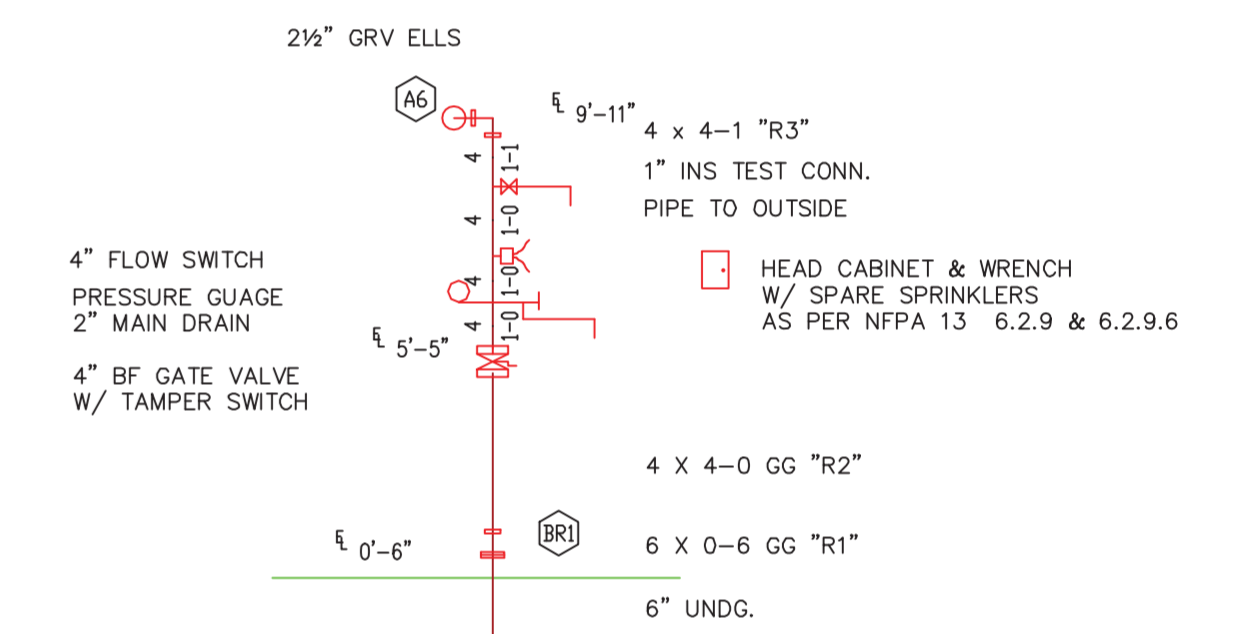 2½” GRV ELLS
A6
℄ 9’-11”
4 x 4-1 ”R3”
4
1-1
1” INS TEST CONN.
PIPE TO OUTSIDE
4
1-0
4” FLOW SWITCH
PRESSURE GUAGE
2” MAIN DRAIN
4
1-0
HEAD CABINET & WRENCH
W/ SPARE SPRINKLERS
AS PER NFPA 13 6.2.9 & 6.2.9.6
4
1-0
℄ 5’-5”
4” BF GATE VALVE
W/ TAMPER SWITCH
4 X 4-0 GG ”R2”
BR1
℄ 0’-6”
6 X 0-6 GG ”R1”
6” UNDG.